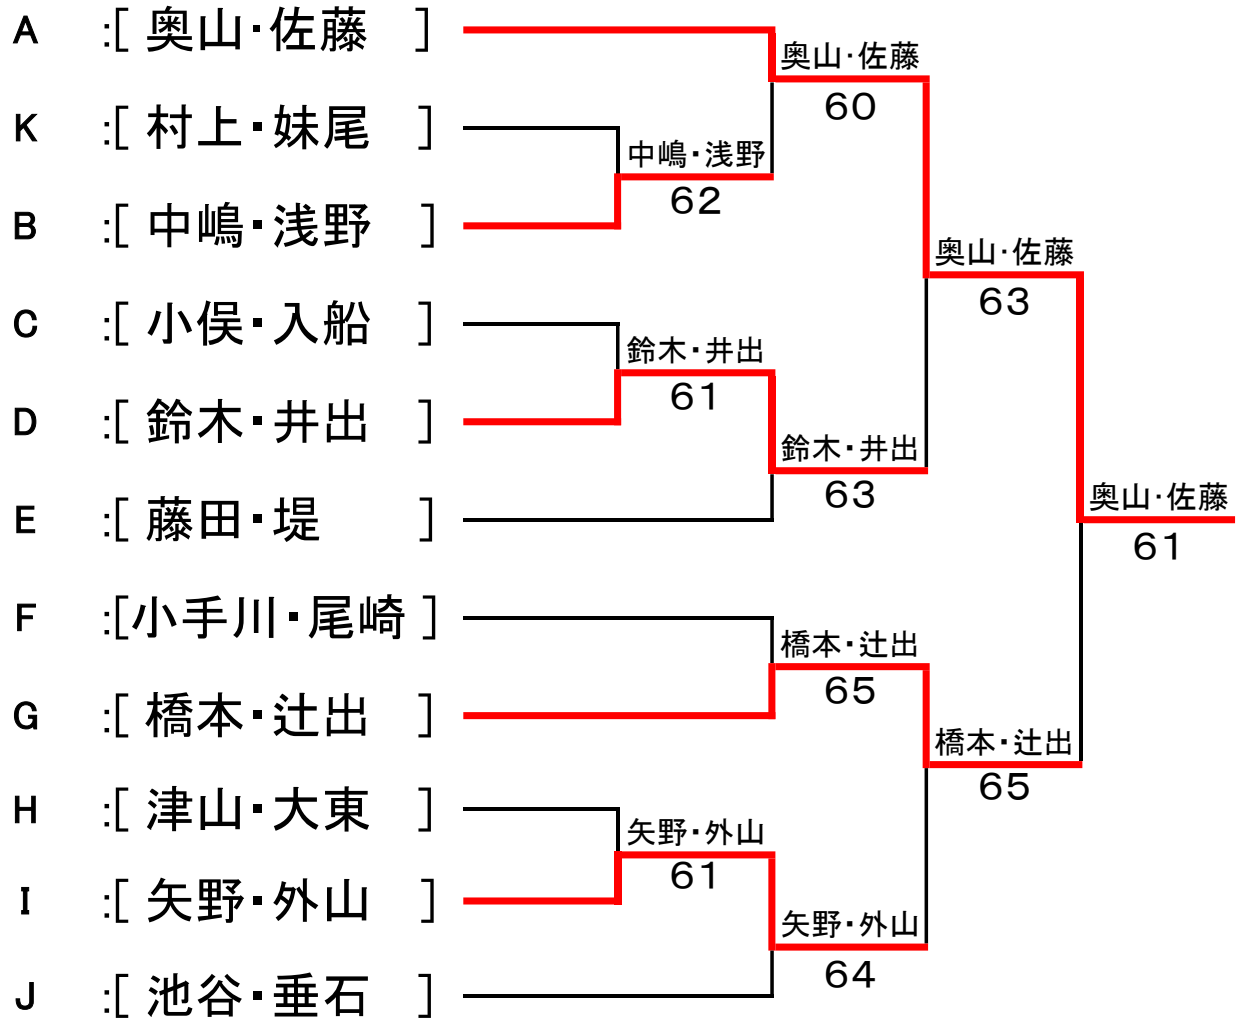 A :[ 奥山・佐藤 ]
奥山・佐藤
60
K :[ 村上・妹尾 ]
中嶋・浅野
62
B :[ 中嶋・浅野 ]
奥山・佐藤
63
C :[ 小俣・入船 ]
鈴木・井出
61
D :[ 鈴木・井出 ]
鈴木・井出
63
E :[ 藤田・堤 ]
奥山・佐藤
61
F :[小手川・尾崎 ]
橋本・辻出
65
G :[ 橋本・辻出 ]
橋本・辻出
65
H :[ 津山・大東 ]
矢野・外山
61
I :[ 矢野・外山 ]
矢野・外山
64
J :[ 池谷・垂石 ]